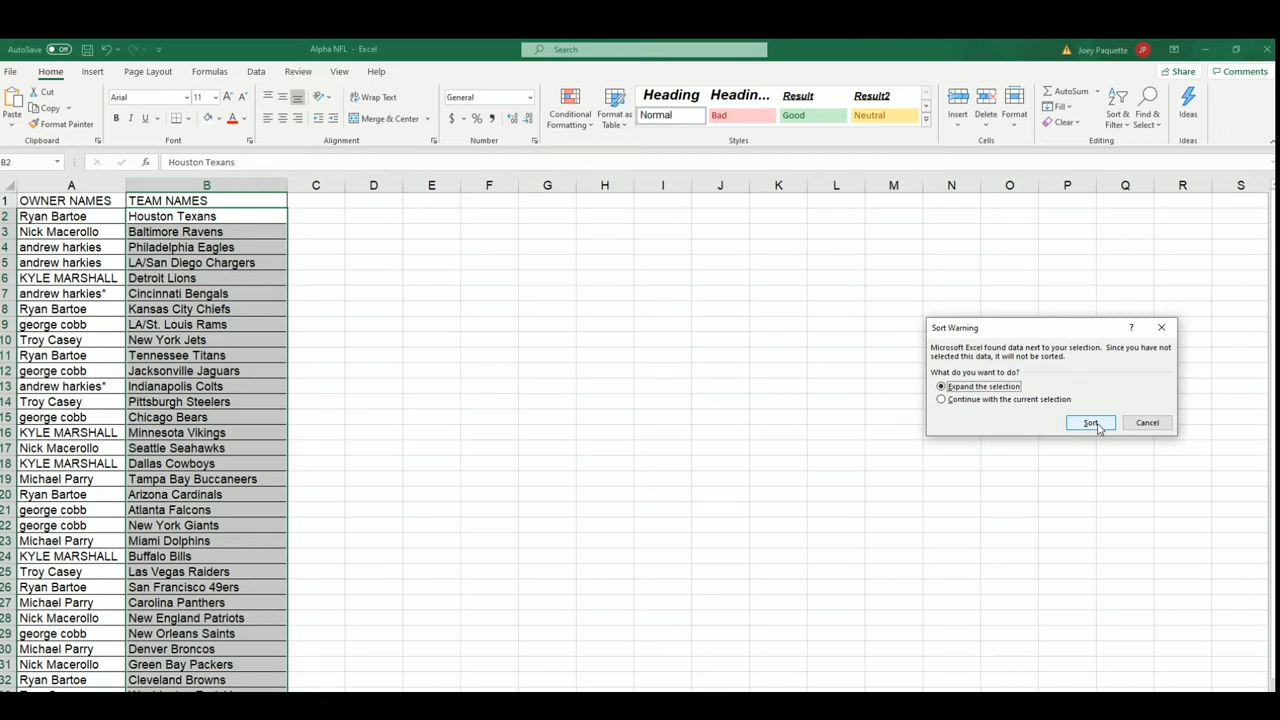 AutoSave Off Alpha NFL - Excel Search Joey Paquette JP
File Home Insert Page Layout Formulas Data Review View Help Share Comments
Paste Cut Copy Format Painter Clipboard
Arial 11 B I U A Font
Wrap Text Merge & Center Alignment
General $ % , Number
Conditional Formatting Format as Table Heading Headin... Result Result2
Normal Bad Good Neutral Styles
Insert Delete Format Cells
AutoSum Fill Clear Sort & Filter Find & Select Editing
Ideas Ideas
B2 fx Houston Texans
A B C D E F G H I J K L M N O P Q R S
1 OWNER NAMES TEAM NAMES
2 Ryan Bartoe Houston Texans
3 Nick Macerollo Baltimore Ravens
4 andrew harkies Philadelphia Eagles
5 andrew harkies LA/San Diego Chargers
6 KYLE MARSHALL Detroit Lions
7 andrew harkies* Cincinnati Bengals
8 Ryan Bartoe Kansas City Chiefs
9 george cobb LA/St. Louis Rams
10 Troy Casey New York Jets
11 Ryan Bartoe Tennessee Titans
12 george cobb Jacksonville Jaguars
13 andrew harkies* Indianapolis Colts
14 Troy Casey Pittsburgh Steelers
15 george cobb Chicago Bears
16 KYLE MARSHALL Minnesota Vikings
17 Nick Macerollo Seattle Seahawks
18 KYLE MARSHALL Dallas Cowboys
19 Michael Parry Tampa Bay Buccaneers
20 Ryan Bartoe Arizona Cardinals
21 george cobb Atlanta Falcons
22 george cobb New York Giants
23 Michael Parry Miami Dolphins
24 KYLE MARSHALL Buffalo Bills
25 Troy Casey Las Vegas Raiders
26 Ryan Bartoe San Francisco 49ers
27 Michael Parry Carolina Panthers
28 Nick Macerollo New England Patriots
29 george cobb New Orleans Saints
30 Michael Parry Denver Broncos
31 Nick Macerollo Green Bay Packers
32 Ryan Bartoe Cleveland Browns
Sort Warning ?
Microsoft Excel found data next to your selection. Since you have not
selected this data, it will not be sorted.
What do you want to do?
Expand the selection
Continue with the current selection
Sort Cancel